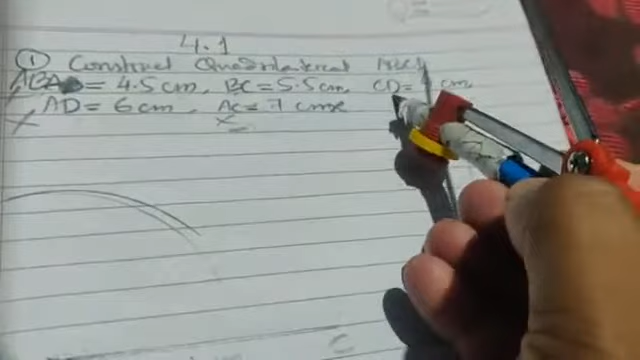 4.1
① Construct Quadrilateral
AB = 4.5 cm, BC = 5.5 cm, CD = cm
AD = 6 cm, AC = 7 cm
C